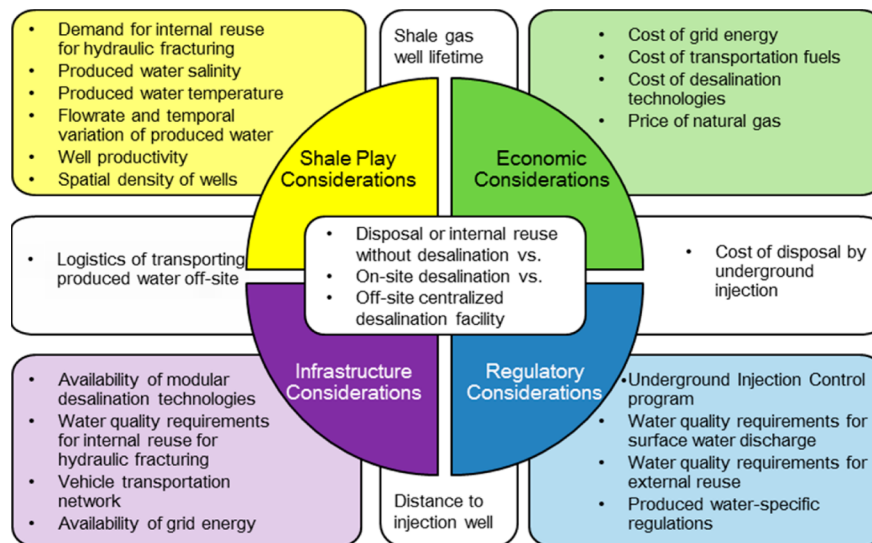 • Demand for internal reuse
for hydraulic fracturing
• Produced water salinity
• Produced water temperature
• Flowrate and temporal
variation of produced water
• Well productivity
• Spatial density of wells
Shale gas
well lifetime
• Cost of grid energy
• Cost of transportation fuels
• Cost of desalination
technologies
• Price of natural gas
Shale Play
Considerations
Economic
Considerations
• Logistics of transporting
produced water off-site
• Disposal or internal reuse
without desalination vs.
• On-site desalination vs.
• Off-site centralized
desalination facility
• Cost of disposal by
underground
injection
Infrastructure
Considerations
Regulatory
Considerations
• Availability of modular
desalination technologies
• Water quality requirements
for internal reuse for
hydraulic fracturing
• Vehicle transportation
network
• Availability of grid energy
Distance to
injection well
•Underground Injection Control
program
• Water quality requirements for
surface water discharge
• Water quality requirements for
external reuse
• Produced water-specific
regulations